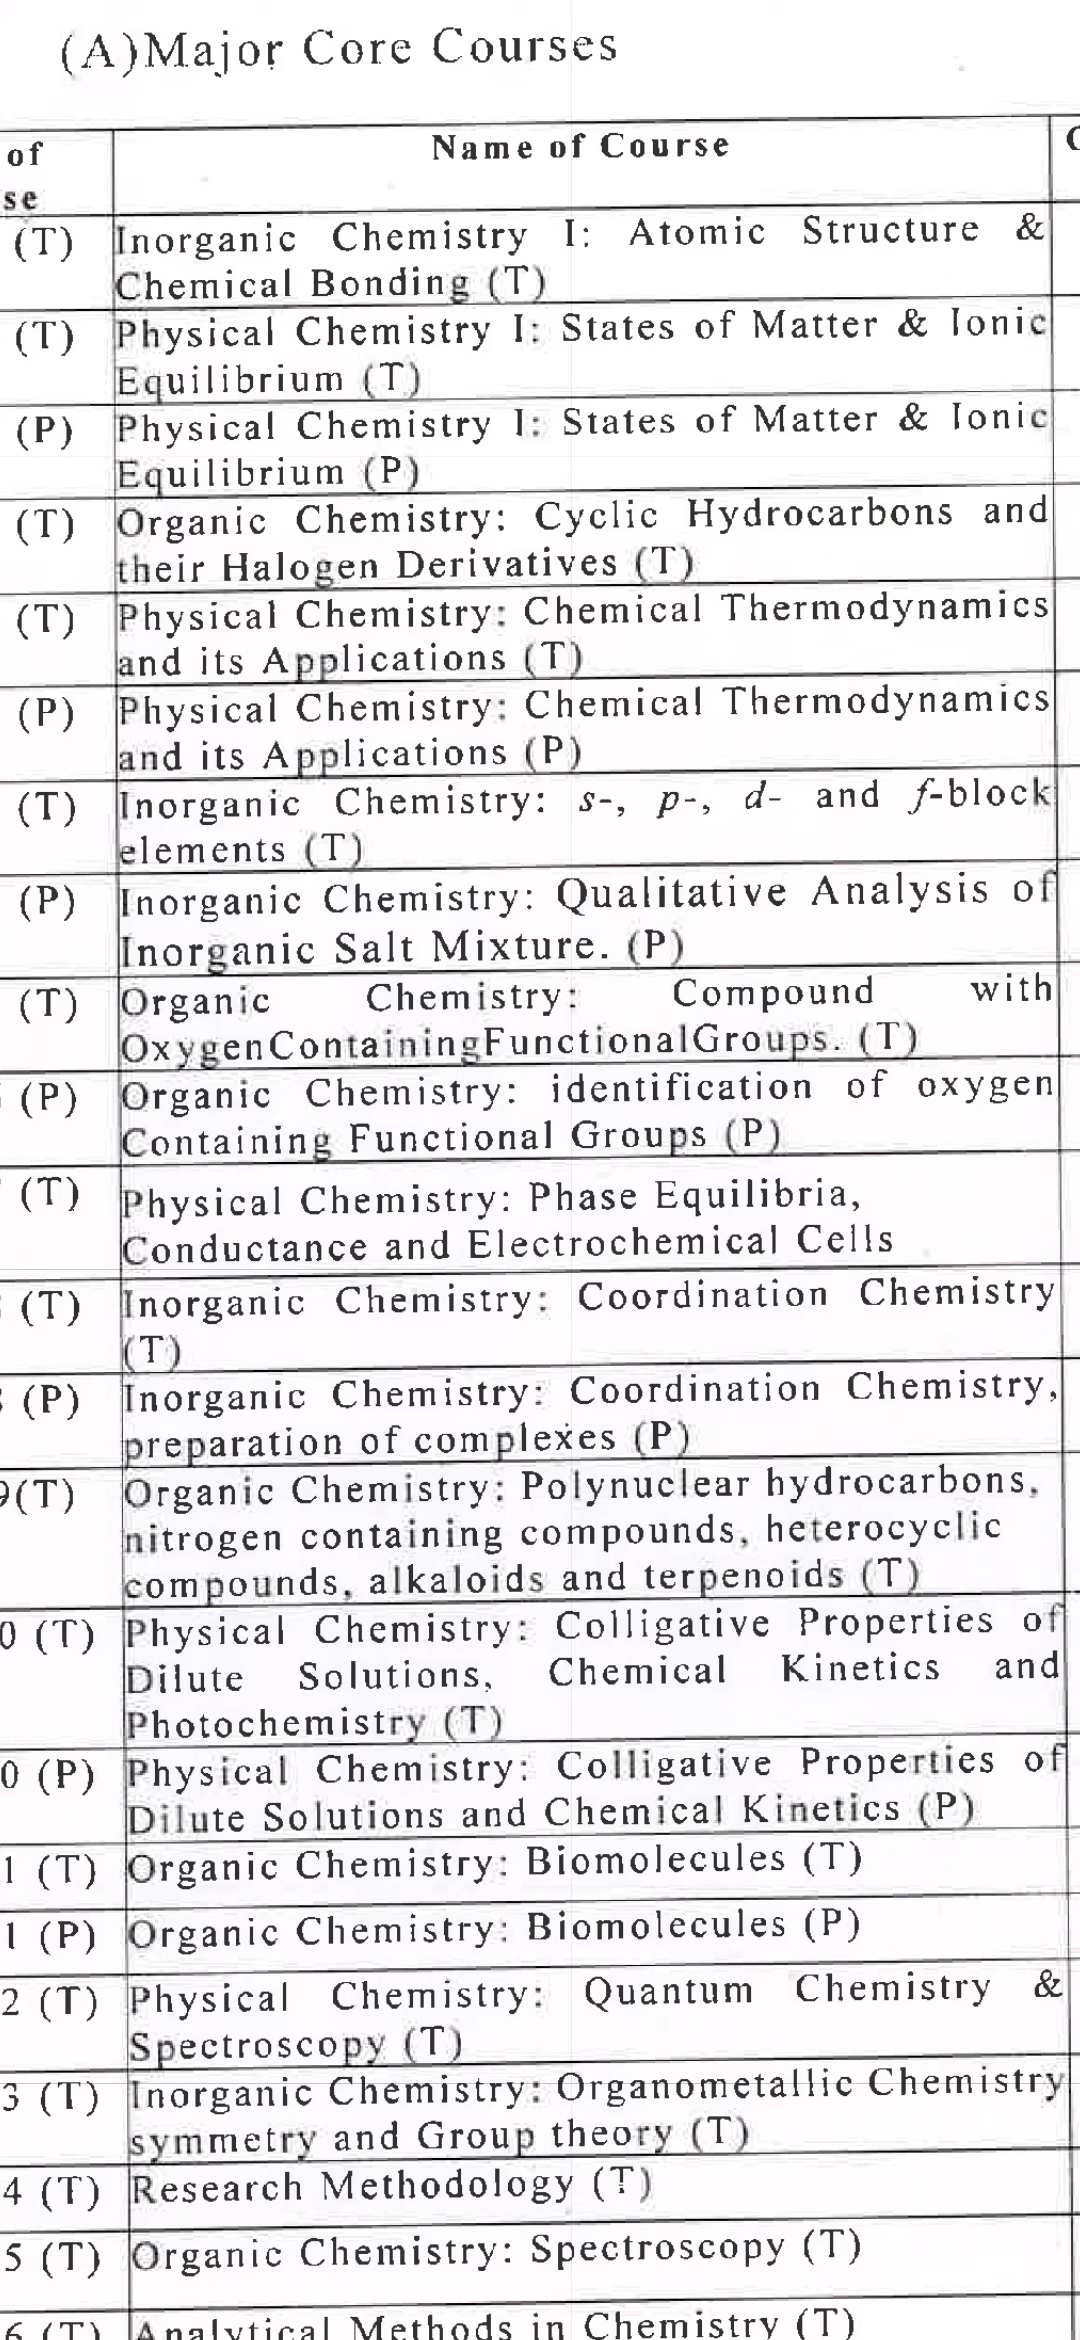 (A)Major Core Courses
of Name of Course
se
(T) Inorganic Chemistry I: Atomic Structure &
Chemical Bonding (T)
(T) Physical Chemistry I: States of Matter & Ionic
Equilibrium (T)
(P) Physical Chemistry I: States of Matter & Ionic
Equilibrium (P)
(T) Organic Chemistry: Cyclic Hydrocarbons and
their Halogen Derivatives (T)
(T) Physical Chemistry: Chemical Thermodynamics
and its Applications (T)
(P) Physical Chemistry: Chemical Thermodynamics
and its Applications (P)
(T) Inorganic Chemistry: s-, p-, d- and f-block
elements (T)
(P) Inorganic Chemistry: Qualitative Analysis of
Inorganic Salt Mixture. (P)
(T) Organic Chemistry: Compound with
OxygenContainingFunctionalGroups. (T)
(P) Organic Chemistry: identification of oxygen
Containing Functional Groups (P)
(T) Physical Chemistry: Phase Equilibria,
Conductance and Electrochemical Cells
(T) Inorganic Chemistry: Coordination Chemistry
(T)
(P) Inorganic Chemistry: Coordination Chemistry,
preparation of complexes (P)
9(T) Organic Chemistry: Polynuclear hydrocarbons,
nitrogen containing compounds, heterocyclic
compounds, alkaloids and terpenoids (T)
0 (T) Physical Chemistry: Colligative Properties of
Dilute Solutions, Chemical Kinetics and
Photochemistry (T)
0 (P) Physical Chemistry: Colligative Properties of
Dilute Solutions and Chemical Kinetics (P)
1 (T) Organic Chemistry: Biomolecules (T)
1 (P) Organic Chemistry: Biomolecules (P)
2 (T) Physical Chemistry: Quantum Chemistry &
Spectroscopy (T)
3 (T) Inorganic Chemistry: Organometallic Chemistry
symmetry and Group theory (T)
4 (T) Research Methodology (T)
5 (T) Organic Chemistry: Spectroscopy (T)
6 (T) Analytical Methods in Chemistry (T)